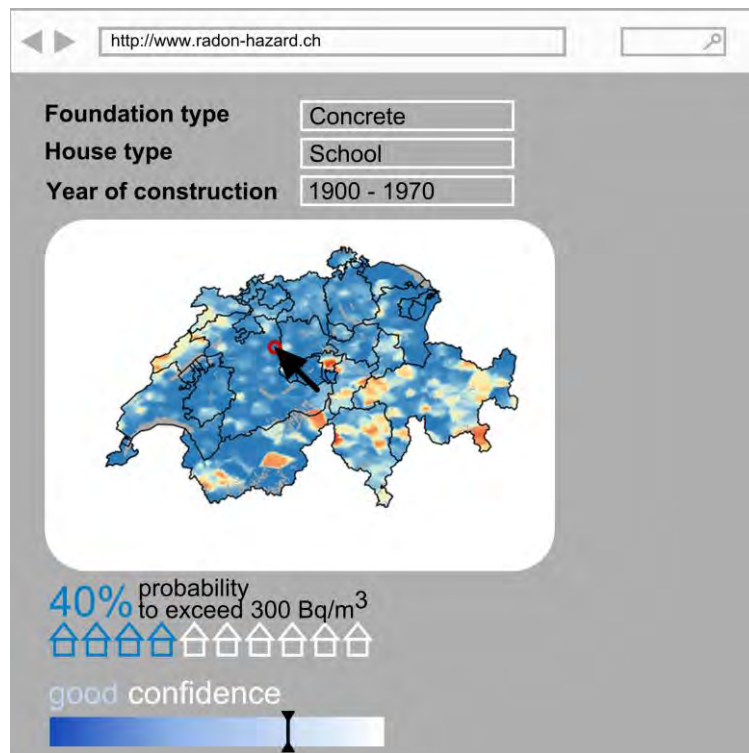 http://www.radon-hazard.ch
Foundation type Concrete
House type School
Year of construction 1900 - 1970
40% probability
to exceed 300 Bq/m³
good confidence